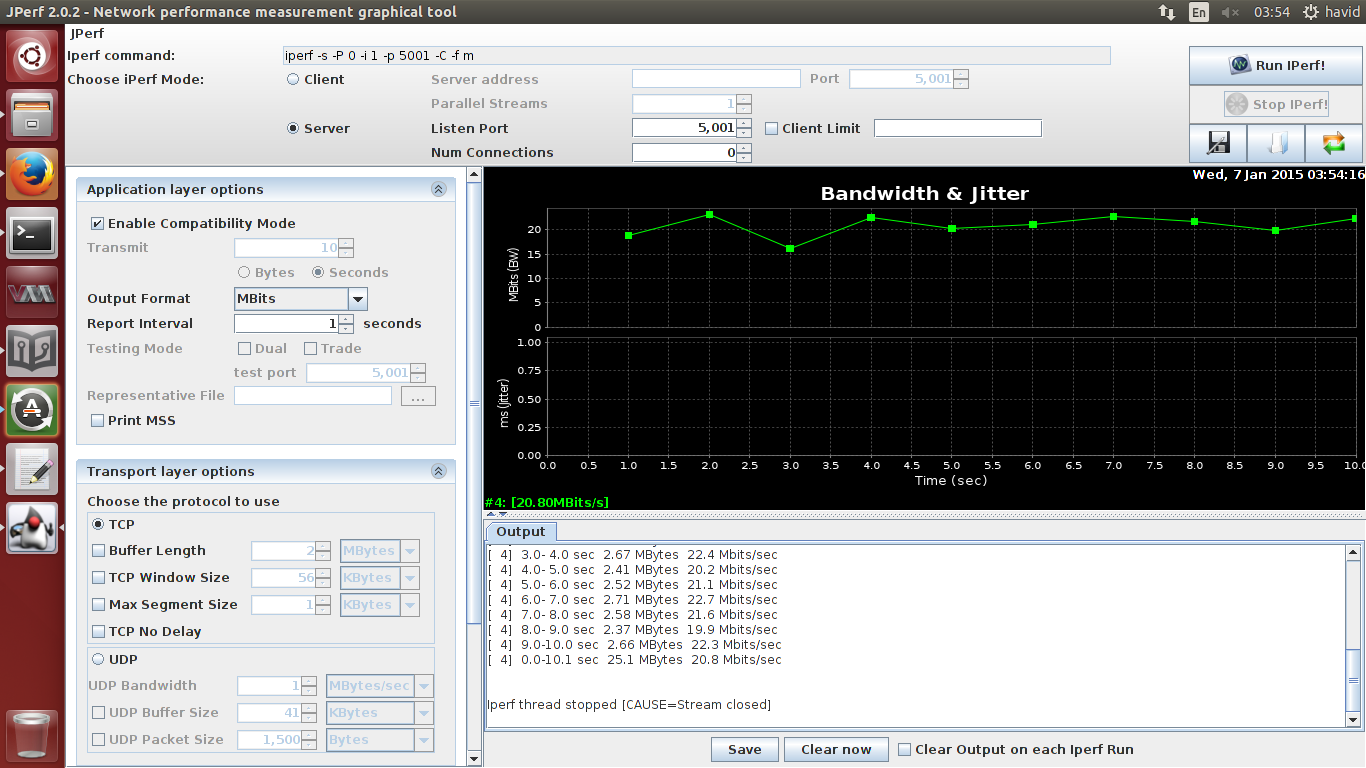 JPerf 2.0.2 - Network performance measurement graphical tool
En
03:54
havid
JPerf
Iperf command:
iperf -s -P 0 -i 1 -p 5001 -C -f m
Choose iPerf Mode:
Client
Server address
Port
5,001
Parallel Streams
1
Server
Listen Port
5,001
Client Limit
Num Connections
0
Run IPerf!
Stop IPerf!
Application layer options
Enable Compatibility Mode
Transmit
10
Bytes
Seconds
Output Format
MBits
Report Interval
1
seconds
Testing Mode
Dual
Trade
test port
5,001
Representative File
...
Print MSS
Transport layer options
Choose the protocol to use
TCP
Buffer Length
2
MBytes
TCP Window Size
56
KBytes
Max Segment Size
1
KBytes
TCP No Delay
UDP
UDP Bandwidth
1
MBytes/sec
UDP Buffer Size
41
KBytes
UDP Packet Size
1,500
Bytes
Wed, 7 Jan 2015 03:54:16
Bandwidth & Jitter
MBits (BW)
20
15
10
5
0
ms (jitter)
1.00
0.75
0.50
0.25
0.00
0.0 0.5 1.0 1.5 2.0 2.5 3.0 3.5 4.0 4.5 5.0 5.5 6.0 6.5 7.0 7.5 8.0 8.5 9.0 9.5 10.0
Time (sec)
#4: [20.80MBits/s]
Output
[ 4] 3.0- 4.0 sec 2.67 MBytes 22.4 Mbits/sec
[ 4] 4.0- 5.0 sec 2.41 MBytes 20.2 Mbits/sec
[ 4] 5.0- 6.0 sec 2.52 MBytes 21.1 Mbits/sec
[ 4] 6.0- 7.0 sec 2.71 MBytes 22.7 Mbits/sec
[ 4] 7.0- 8.0 sec 2.58 MBytes 21.6 Mbits/sec
[ 4] 8.0- 9.0 sec 2.37 MBytes 19.9 Mbits/sec
[ 4] 9.0-10.0 sec 2.66 MBytes 22.3 Mbits/sec
[ 4] 0.0-10.1 sec 25.1 MBytes 20.8 Mbits/sec
Iperf thread stopped [CAUSE=Stream closed]
Save
Clear now
Clear Output on each Iperf Run